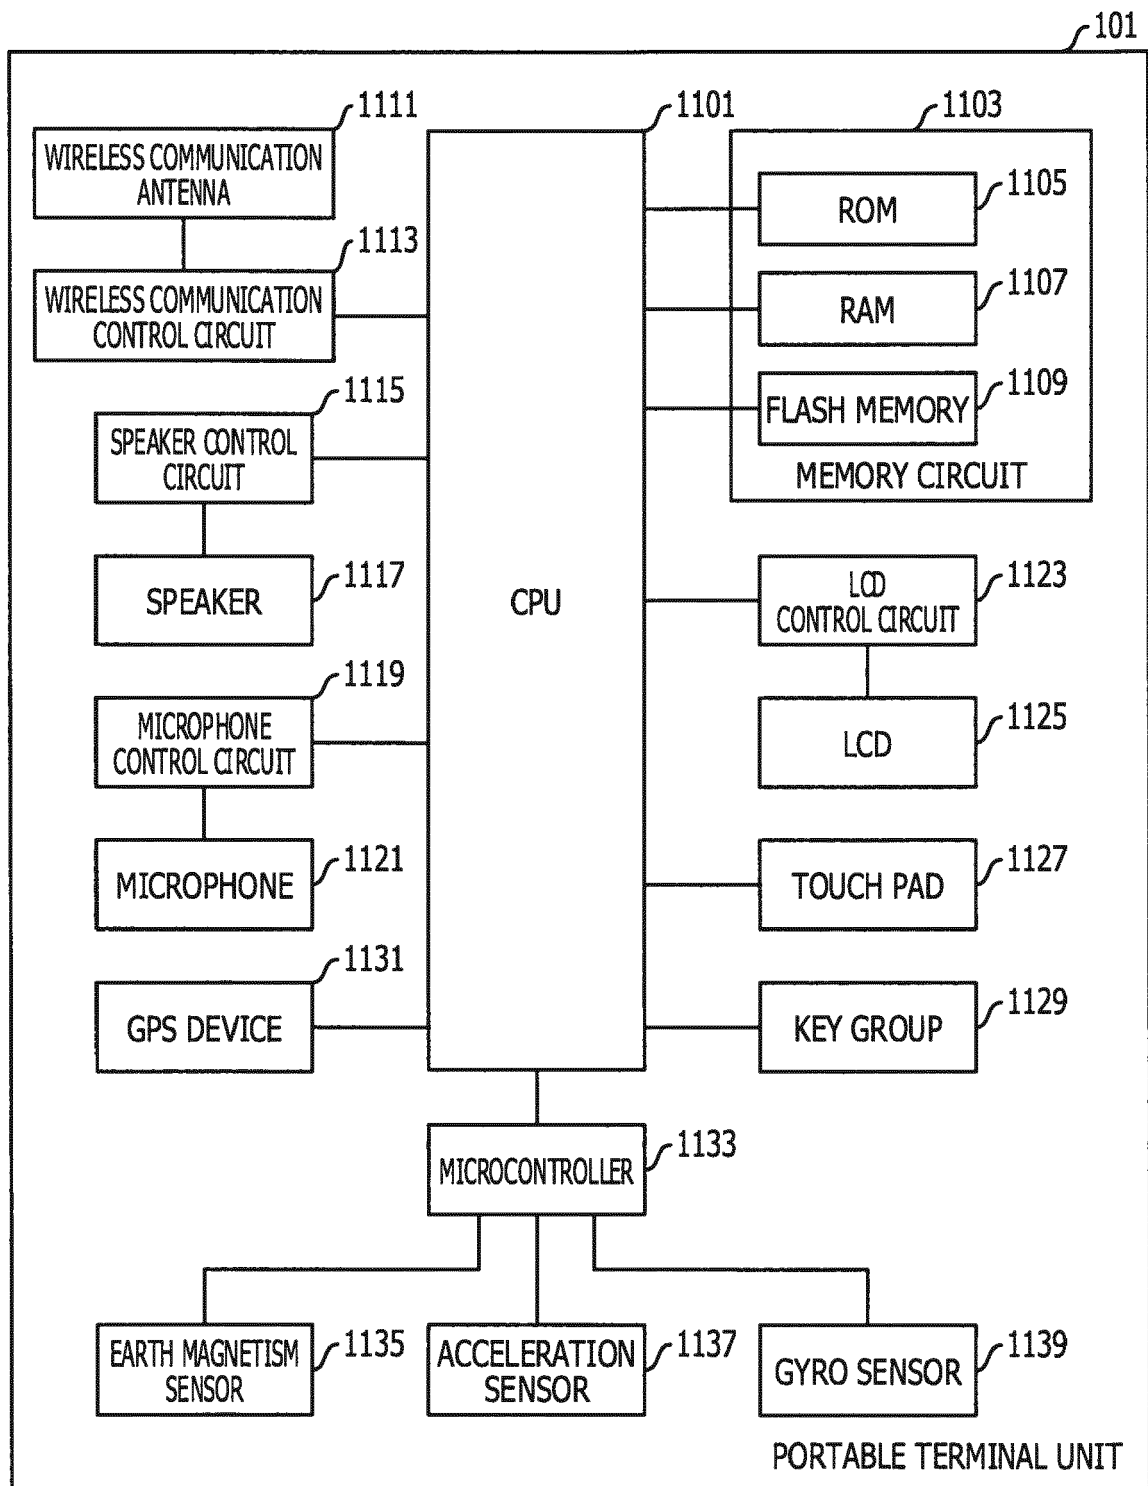 101
1111
WIRELESS COMMUNICATION
ANTENNA
1113
WIRELESS COMMUNICATION
CONTROL CIRCUIT
1115
SPEAKER CONTROL
CIRCUIT
1117
SPEAKER
1119
MICROPHONE
CONTROL CIRCUIT
1121
MICROPHONE
1131
GPS DEVICE
1101
CPU
1103
1105
ROM
1107
RAM
1109
FLASH MEMORY
MEMORY CIRCUIT
1123
LCD
CONTROL CIRCUIT
1125
LCD
1127
TOUCH PAD
1129
KEY GROUP
1133
MICROCONTROLLER
1135
EARTH MAGNETISM
SENSOR
1137
ACCELERATION
SENSOR
1139
GYRO SENSOR
PORTABLE TERMINAL UNIT